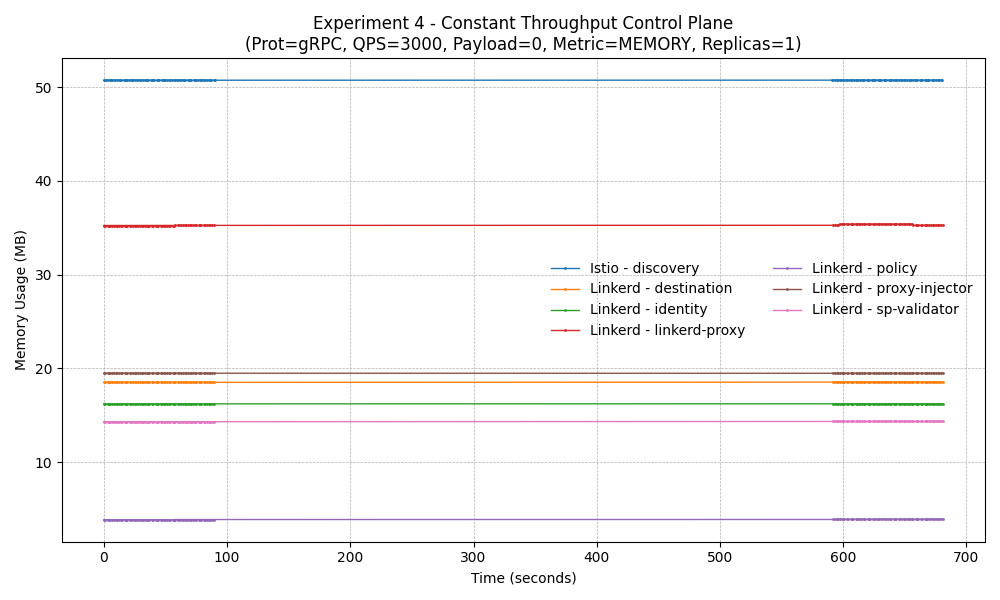 Experiment 4 - Constant Throughput Control Plane
(Prot=gRPC, QPS=3000, Payload=0, Metric=MEMORY, Replicas=1)
Memory Usage (MB)
50
40
30
20
10
Istio - discovery
Linkerd - destination
Linkerd - identity
Linkerd - linkerd-proxy
Linkerd - policy
Linkerd - proxy-injector
Linkerd - sp-validator
0 100 200 300 400 500 600 700
Time (seconds)